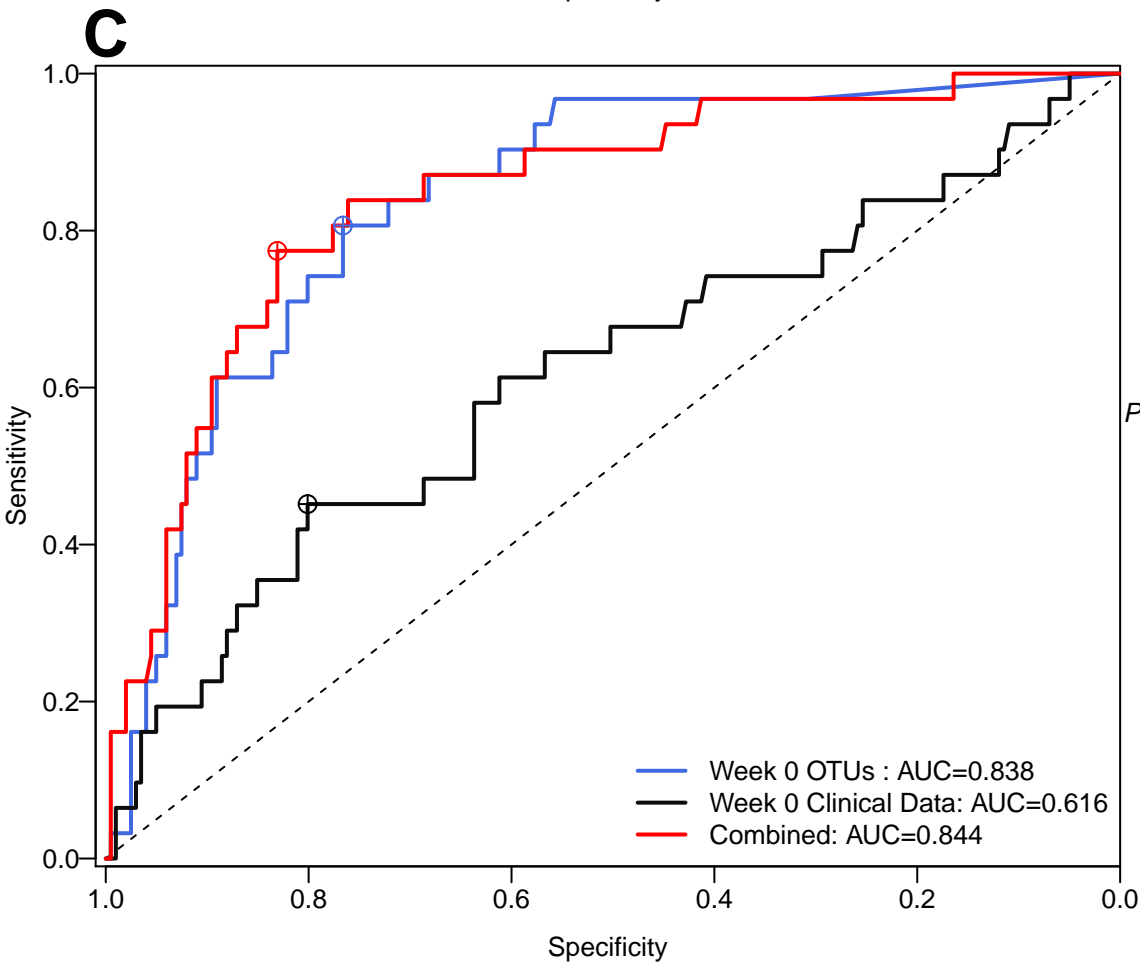 C
1.0
0.8
0.6
0.4
0.2
0.0
Sensitivity
Week 0 OTUs : AUC=0.838
Week 0 Clinical Data: AUC=0.616
Combined: AUC=0.844
P
1.0 0.8 0.6 0.4 0.2 0.0
Specificity